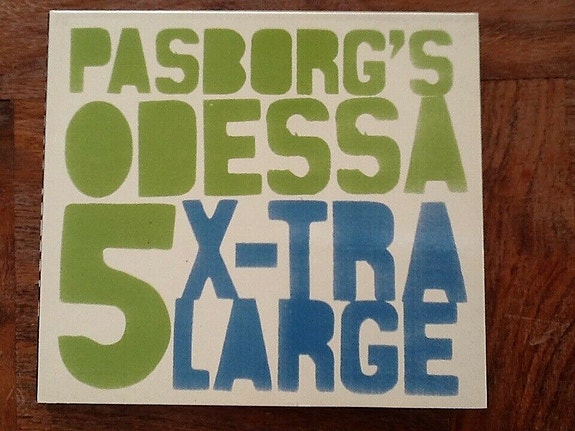 PASBORG'S
ODESSA
5 X-TRA
LARGE